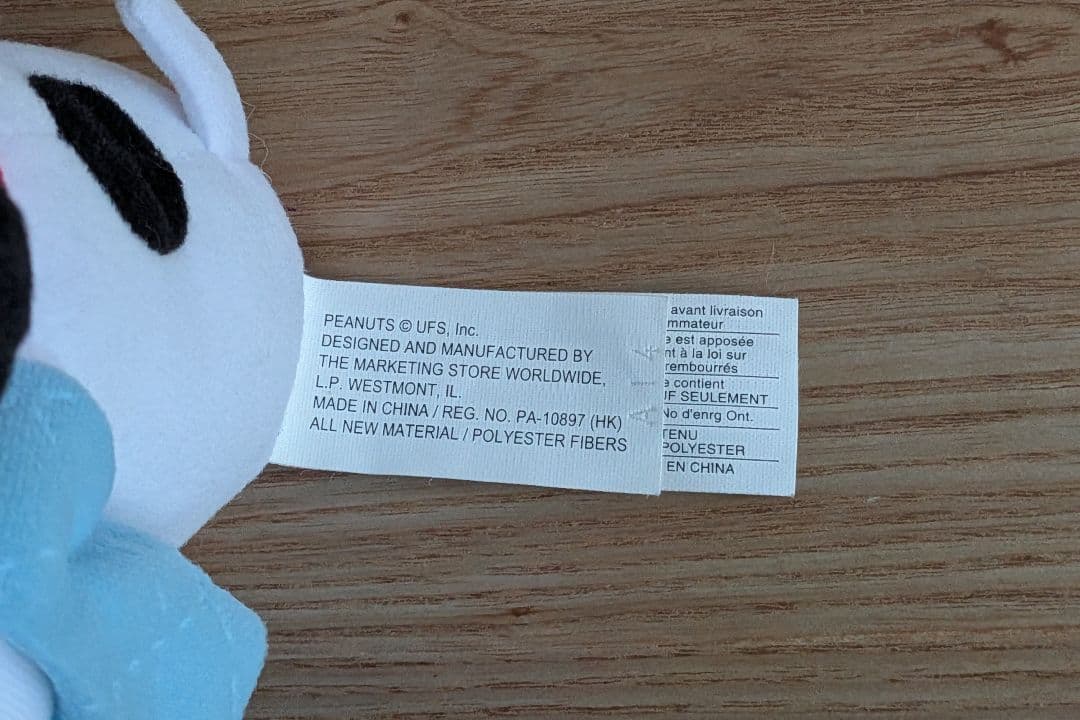 PEANUTS © UFS, Inc.
DESIGNED AND MANUFACTURED BY
THE MARKETING STORE WORLDWIDE,
L.P. WESTMONT, IL.
MADE IN CHINA / REG. NO. PA-10897 (HK)
ALL NEW MATERIAL / POLYESTER FIBERS
avant livraison
mmateur
e est apposée
nt à la loi sur
rembourrés
e contient
UF SEULEMENT
No d'enrg Ont.
TENU
POLYESTER
EN CHINA